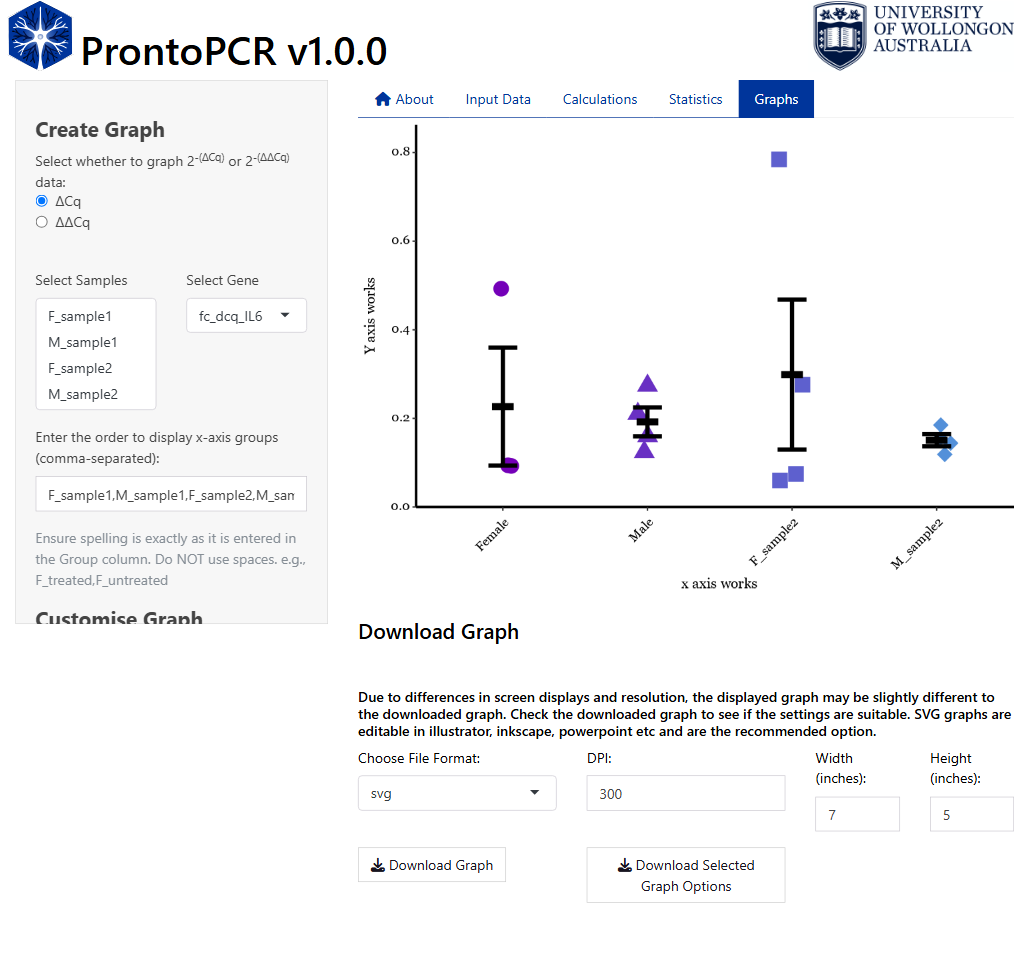 ProntoPCR v1.0.0
UNIVERSITY
OF WOLLONGONG
AUSTRALIA
About
Input Data
Calculations
Statistics
Graphs
Create Graph
Select whether to graph 2-(ΔCq) or 2-(ΔΔCq)
data:
ΔCq
ΔΔCq
Select Samples
Select Gene
F_sample1
M_sample1
F_sample2
M_sample2
fc_dcq_IL6
Enter the order to display x-axis groups
(comma-separated):
F_sample1,M_sample1,F_sample2,M_sam
Ensure spelling is exactly as it is entered in
the Group column. Do NOT use spaces. e.g.,
F_treated,F_untreated
Customise Graph
0.8
0.6
0.4
0.2
0.0
Y axis works
Female
Male
F_sample2
M_sample2
x axis works
Download Graph
Due to differences in screen displays and resolution, the displayed graph may be slightly different to
the downloaded graph. Check the downloaded graph to see if the settings are suitable. SVG graphs are
editable in illustrator, inkscape, powerpoint etc and are the recommended option.
Choose File Format:
DPI:
Width
(inches):
Height
(inches):
svg
300
7
5
Download Graph
Download Selected
Graph Options